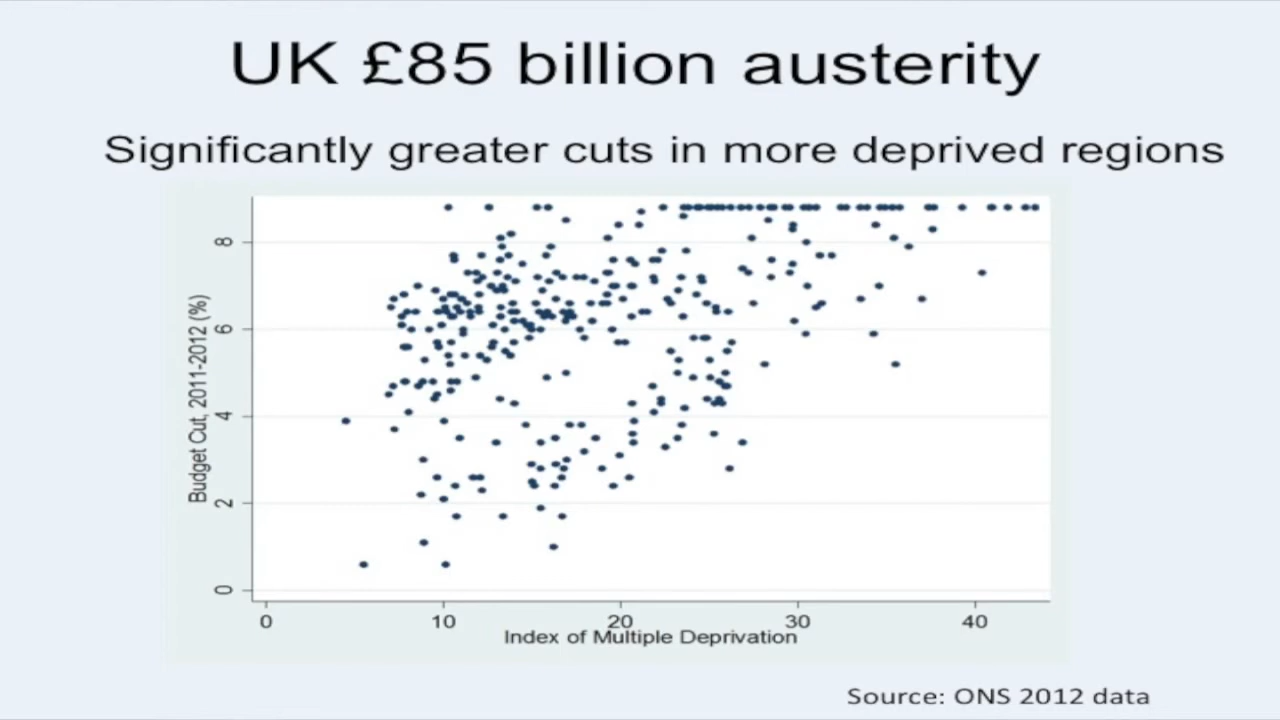 UK £85 billion austerity
Significantly greater cuts in more deprived regions
Budget Cut, 2011-2012 (%)
8
6
4
2
0
0 10 20 30 40
Index of Multiple Deprivation
Source: ONS 2012 data